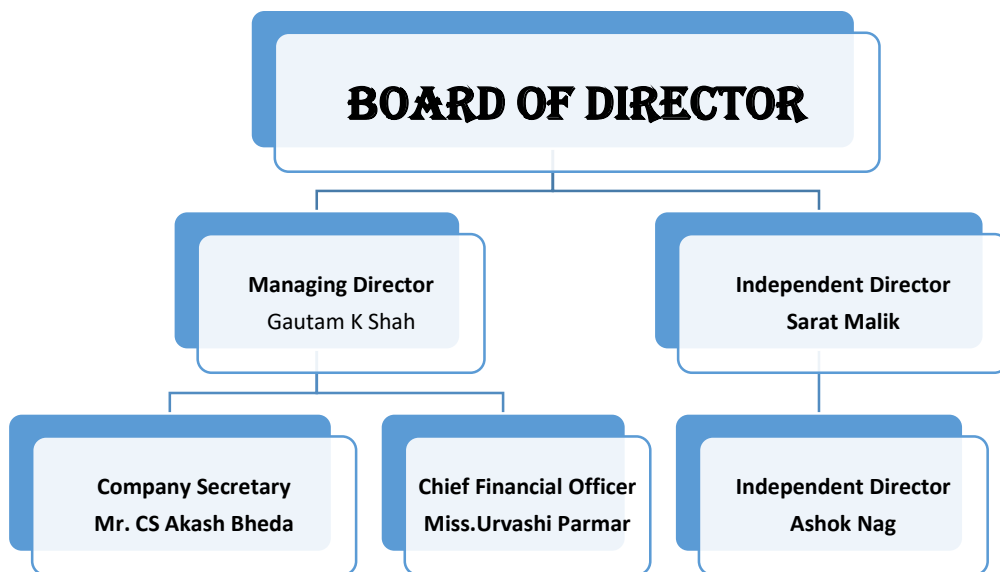 BOARD OF DIRECTOR
Managing Director
Gautam K Shah
Independent Director
Sarat Malik
Company Secretary
Mr. CS Akash Bheda
Chief Financial Officer
Miss.Urvashi Parmar
Independent Director
Ashok Nag